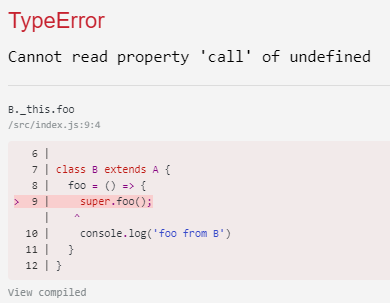 TypeError
Cannot read property 'call' of undefined
B._this.foo
/src/index.js:9:4
6 |
7 | class B extends A {
8 |   foo = () => {
> 9 |     super.foo();
|     ^
10 |     console.log('foo from B')
11 |   }
12 | }
View compiled